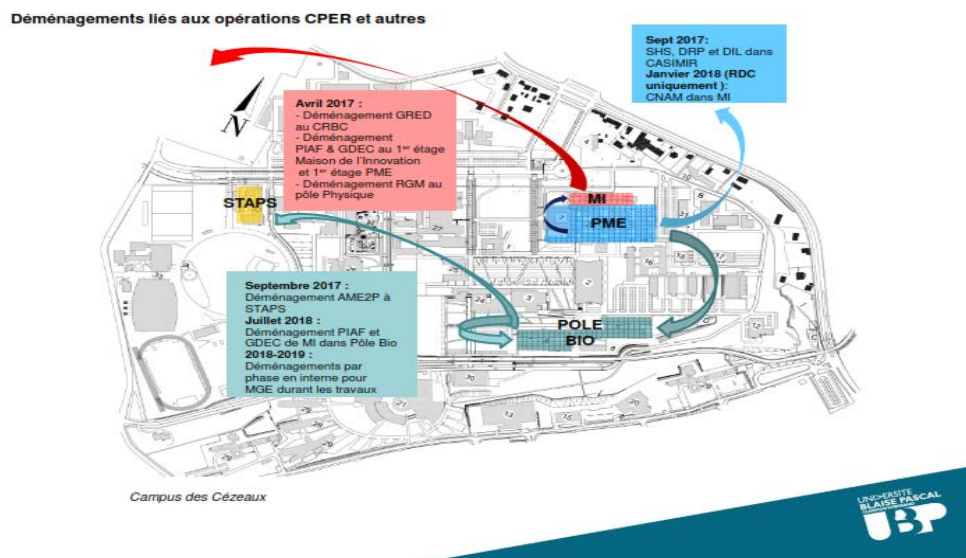 Déménagements liés aux opérations CPER et autres
Sept 2017:
SHS, DRP et DIL dans
CASIMIR
Janvier 2018 (RDC
uniquement ):
CNAM dans MI
Avril 2017 :
- Déménagement GRED
au CRBC
- Déménagement
PIAF & GDEC au 1er étage
Maison de l'Innovation
et 1er étage PME
- Déménagement RGM au
pôle Physique
N
STAPS
MI
PME
Septembre 2017 :
Déménagement AME2P à
STAPS
Juillet 2018 :
Déménagement PIAF et
GDEC de MI dans Pôle Bio
2018-2019 :
Déménagements par
phase en interne pour
MGE durant les travaux
POLE
BIO
Campus des Cézeaux
UNIVERSITE
BLAISE PASCAL
UBP